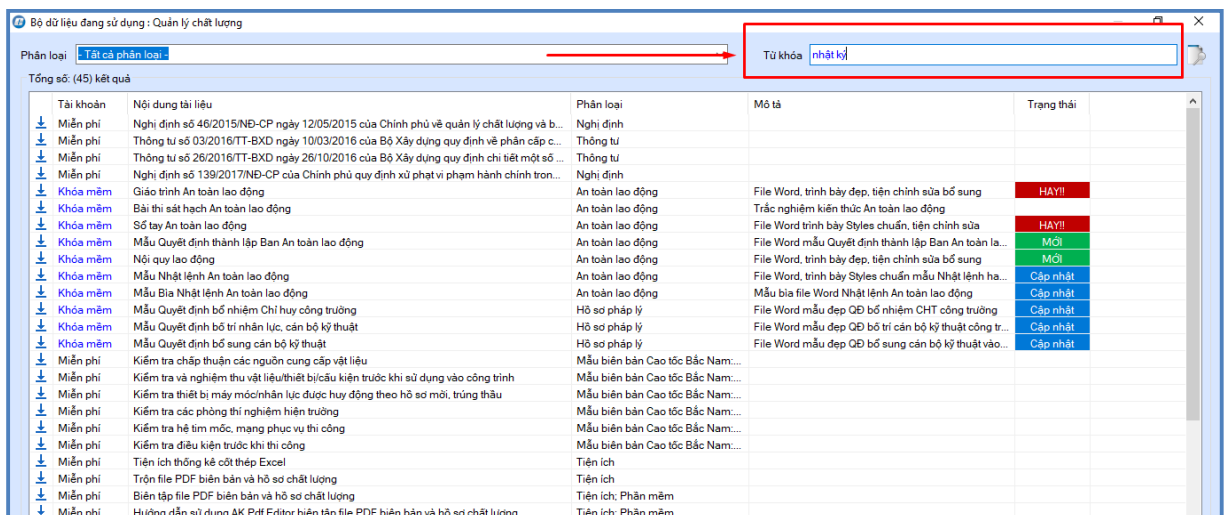 Bộ dữ liệu đang sử dụng : Quản lý chất lượng
Phân loại - Tất cả phân loại - Từ khóa nhật ký
Tổng số: (45) kết quả
Tài khoản Nội dung tài liệu Phân loại Mô tả Trạng thái
Miễn phí Nghị định số 46/2015/NĐ-CP ngày 12/05/2015 của Chính phủ về quản lý chất lượng và b... Nghị định
Miễn phí Thông tư số 03/2016/TT-BXD ngày 10/03/2016 của Bộ Xây dựng quy định về phân cấp c... Thông tư
Miễn phí Thông tư số 26/2016/TT-BXD ngày 26/10/2016 của Bộ Xây dựng quy định chi tiết một số ... Thông tư
Miễn phí Nghị định số 139/2017/NĐ-CP của Chính phủ quy định xử phạt vi phạm hành chính tron... Nghị định
Khóa mềm Giáo trình An toàn lao động An toàn lao động File Word, trình bày đẹp, tiện chỉnh sửa bổ sung HAY!!
Khóa mềm Bài thi sát hạch An toàn lao động An toàn lao động Trắc nghiệm kiến thức An toàn lao động
Khóa mềm Sổ tay An toàn lao động An toàn lao động File Word trình bày Styles chuẩn, tiện chỉnh sửa HAY!!
Khóa mềm Mẫu Quyết định thành lập Ban An toàn lao động An toàn lao động File Word mẫu Quyết định thành lập Ban An toàn la... MỚI
Khóa mềm Nội quy lao động An toàn lao động File Word, trình bày đẹp, tiện chỉnh sửa bổ sung MỚI
Khóa mềm Mẫu Nhật lệnh An toàn lao động An toàn lao động File Word, trình bày Styles chuẩn mẫu Nhật lệnh ha... Cập nhật
Khóa mềm Mẫu Bìa Nhật lệnh An toàn lao động An toàn lao động Mẫu bìa file Word Nhật lệnh An toàn lao động Cập nhật
Khóa mềm Mẫu Quyết định bổ nhiệm Chỉ huy công trường Hồ sơ pháp lý File Word mẫu đẹp QĐ bổ nhiệm CHT công trường Cập nhật
Khóa mềm Mẫu Quyết định bố trí nhân lực, cán bộ kỹ thuật Hồ sơ pháp lý File Word mẫu đẹp QĐ bố trí cán bộ kỹ thuật công tr... Cập nhật
Khóa mềm Mẫu Quyết định bổ sung cán bộ kỹ thuật Hồ sơ pháp lý File Word mẫu đẹp QĐ bổ sung cán bộ kỹ thuật vào... Cập nhật
Miễn phí Kiểm tra chấp thuận các nguồn cung cấp vật liệu Mẫu biên bản Cao tốc Bắc Nam:...
Miễn phí Kiểm tra và nghiệm thu vật liệu/thiết bị/cấu kiện trước khi sử dụng vào công trình Mẫu biên bản Cao tốc Bắc Nam:...
Miễn phí Kiểm tra thiết bị máy móc/nhân lực được huy động theo hồ sơ mời, trúng thầu Mẫu biên bản Cao tốc Bắc Nam:...
Miễn phí Kiểm tra các phòng thí nghiệm hiện trường Mẫu biên bản Cao tốc Bắc Nam:...
Miễn phí Kiểm tra hệ tim mốc, mạng phục vụ thi công Mẫu biên bản Cao tốc Bắc Nam:...
Miễn phí Kiểm tra điều kiện trước khi thi công Mẫu biên bản Cao tốc Bắc Nam:...
Miễn phí Tiện ích thống kê cốt thép Excel Tiện ích
Miễn phí Trộn file PDF biên bản và hồ sơ chất lượng Tiện ích
Miễn phí Biên tập file PDF biên bản và hồ sơ chất lượng Tiện ích; Phần mềm
Miễn phí Hướng dẫn sử dụng AK Pdf Editor biên tập file PDF biên bản và hồ sơ chất lượng Tiện ích; Phần mềm